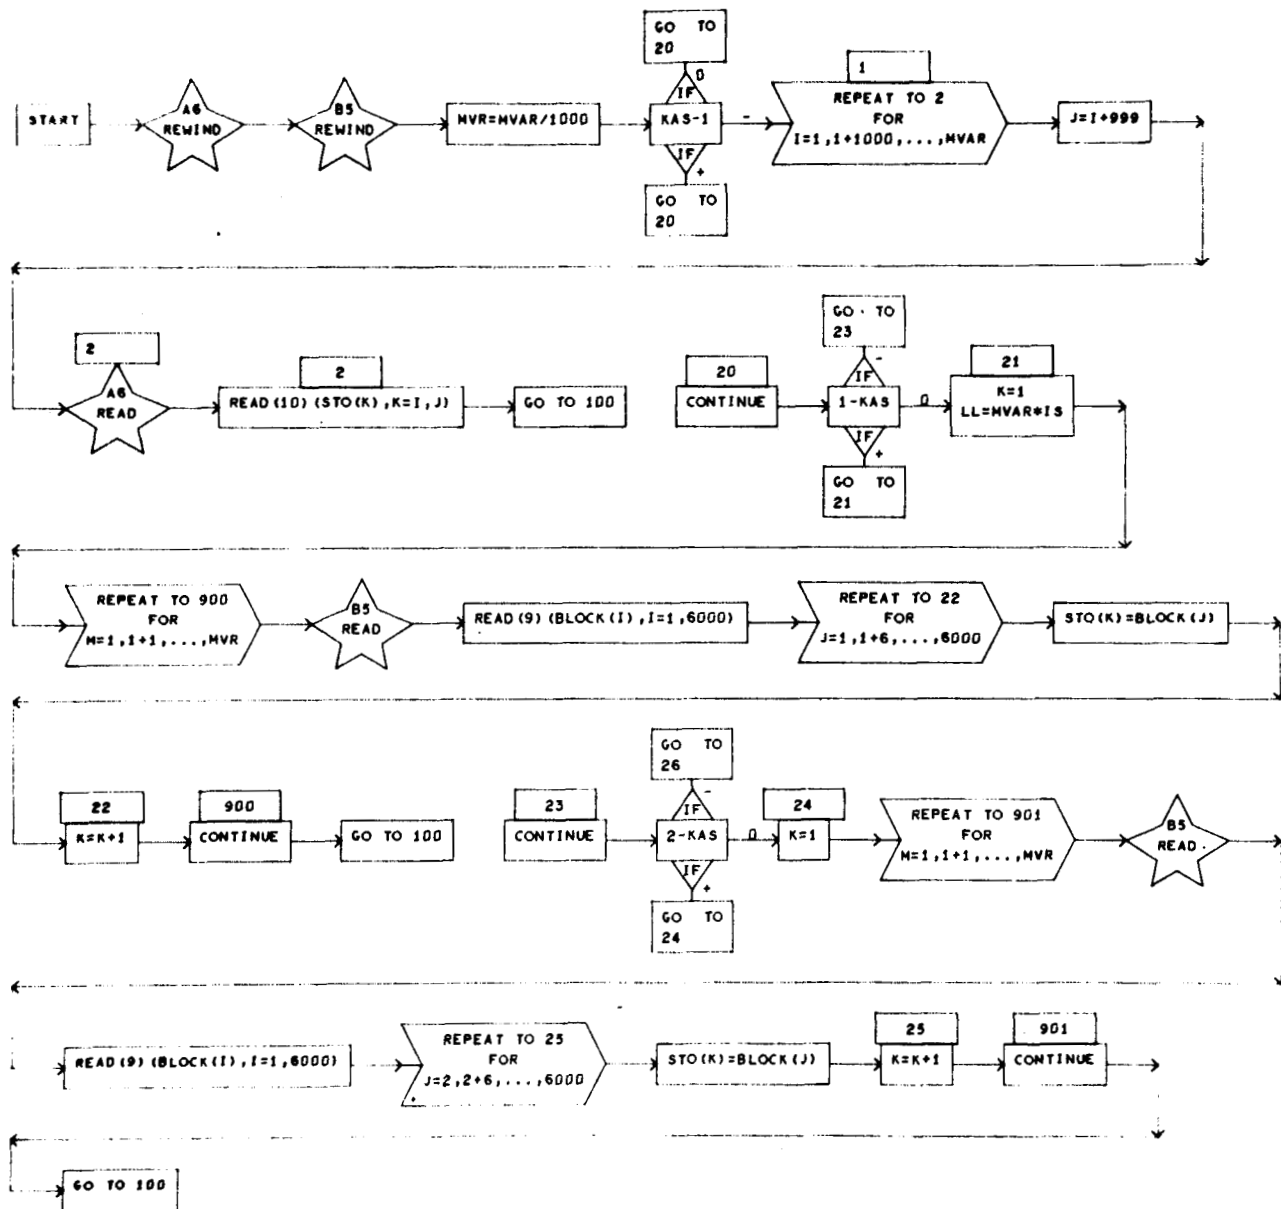 GO TO
20
0
IF
1
START
A6
REWIND
B5
REWIND
MVR=MVAR/1000
KAS-1
-
REPEAT TO 2
FOR
I=1,1+1000,...,MVAR
J=I+999
IF
+
GO TO
20
GO TO
23
-
IF
2
A6
READ
2
READ(10)(STO(K),K=I,J)
GO TO 100
20
CONTINUE
1-KAS
0
21
K=1
LL=MVAR*IS
IF
+
GO TO
21
REPEAT TO 900
FOR
M=1,1+1,...,MVR
B5
READ
READ(9)(BLOCK(I),I=1,6000)
REPEAT TO 22
FOR
J=1,1+6,...,6000
STO(K)=BLOCK(J)
GO TO
26
-
IF
22
K=K+1
900
CONTINUE
GO TO 100
23
CONTINUE
2-KAS
0
24
K=1
REPEAT TO 901
FOR
M=1,1+1,...,MVR
B5
READ
IF
+
GO TO
24
READ(9)(BLOCK(I),I=1,6000)
REPEAT TO 25
FOR
J=2,2+6,...,6000
STO(K)=BLOCK(J)
25
K=K+1
901
CONTINUE
GO TO 100